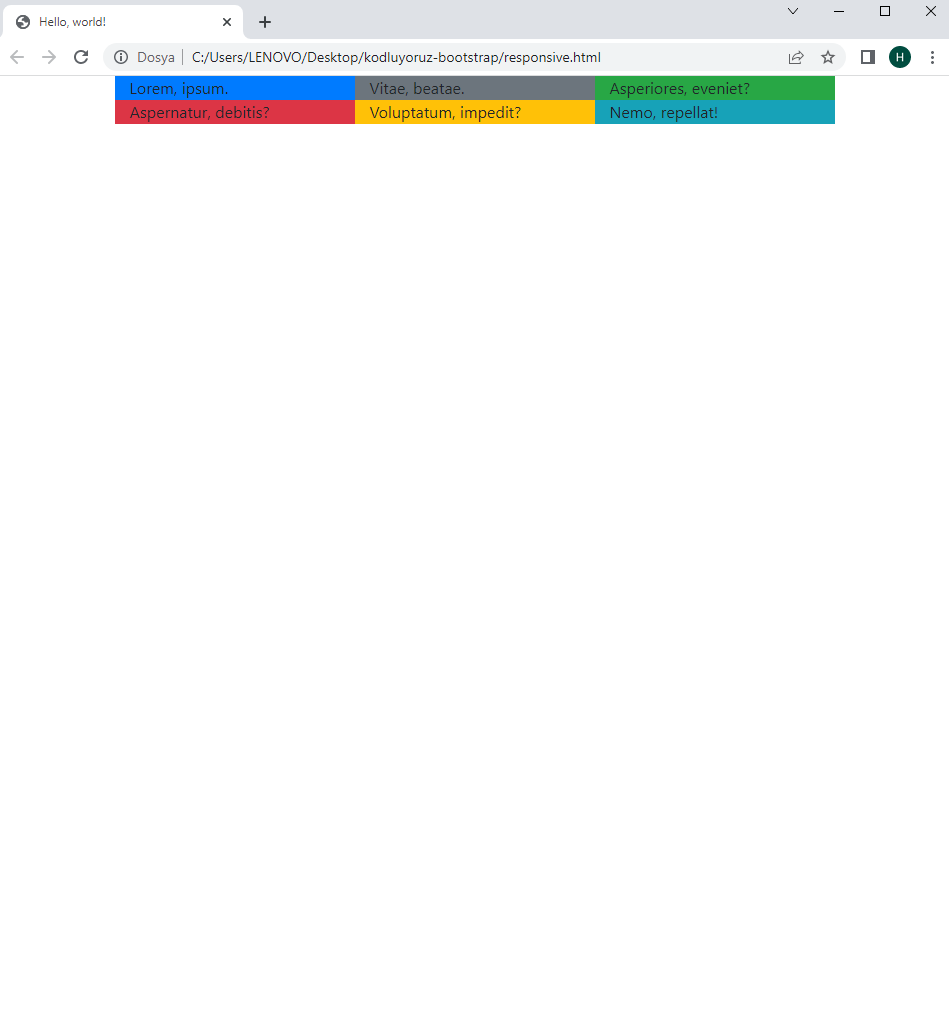 Hello, world!
Dosya C:/Users/LENOVO/Desktop/kodluyoruz-bootstrap/responsive.html H
Lorem, ipsum. Vitae, beatae. Asperiores, eveniet?
Aspernatur, debitis? Voluptatum, impedit? Nemo, repellat!